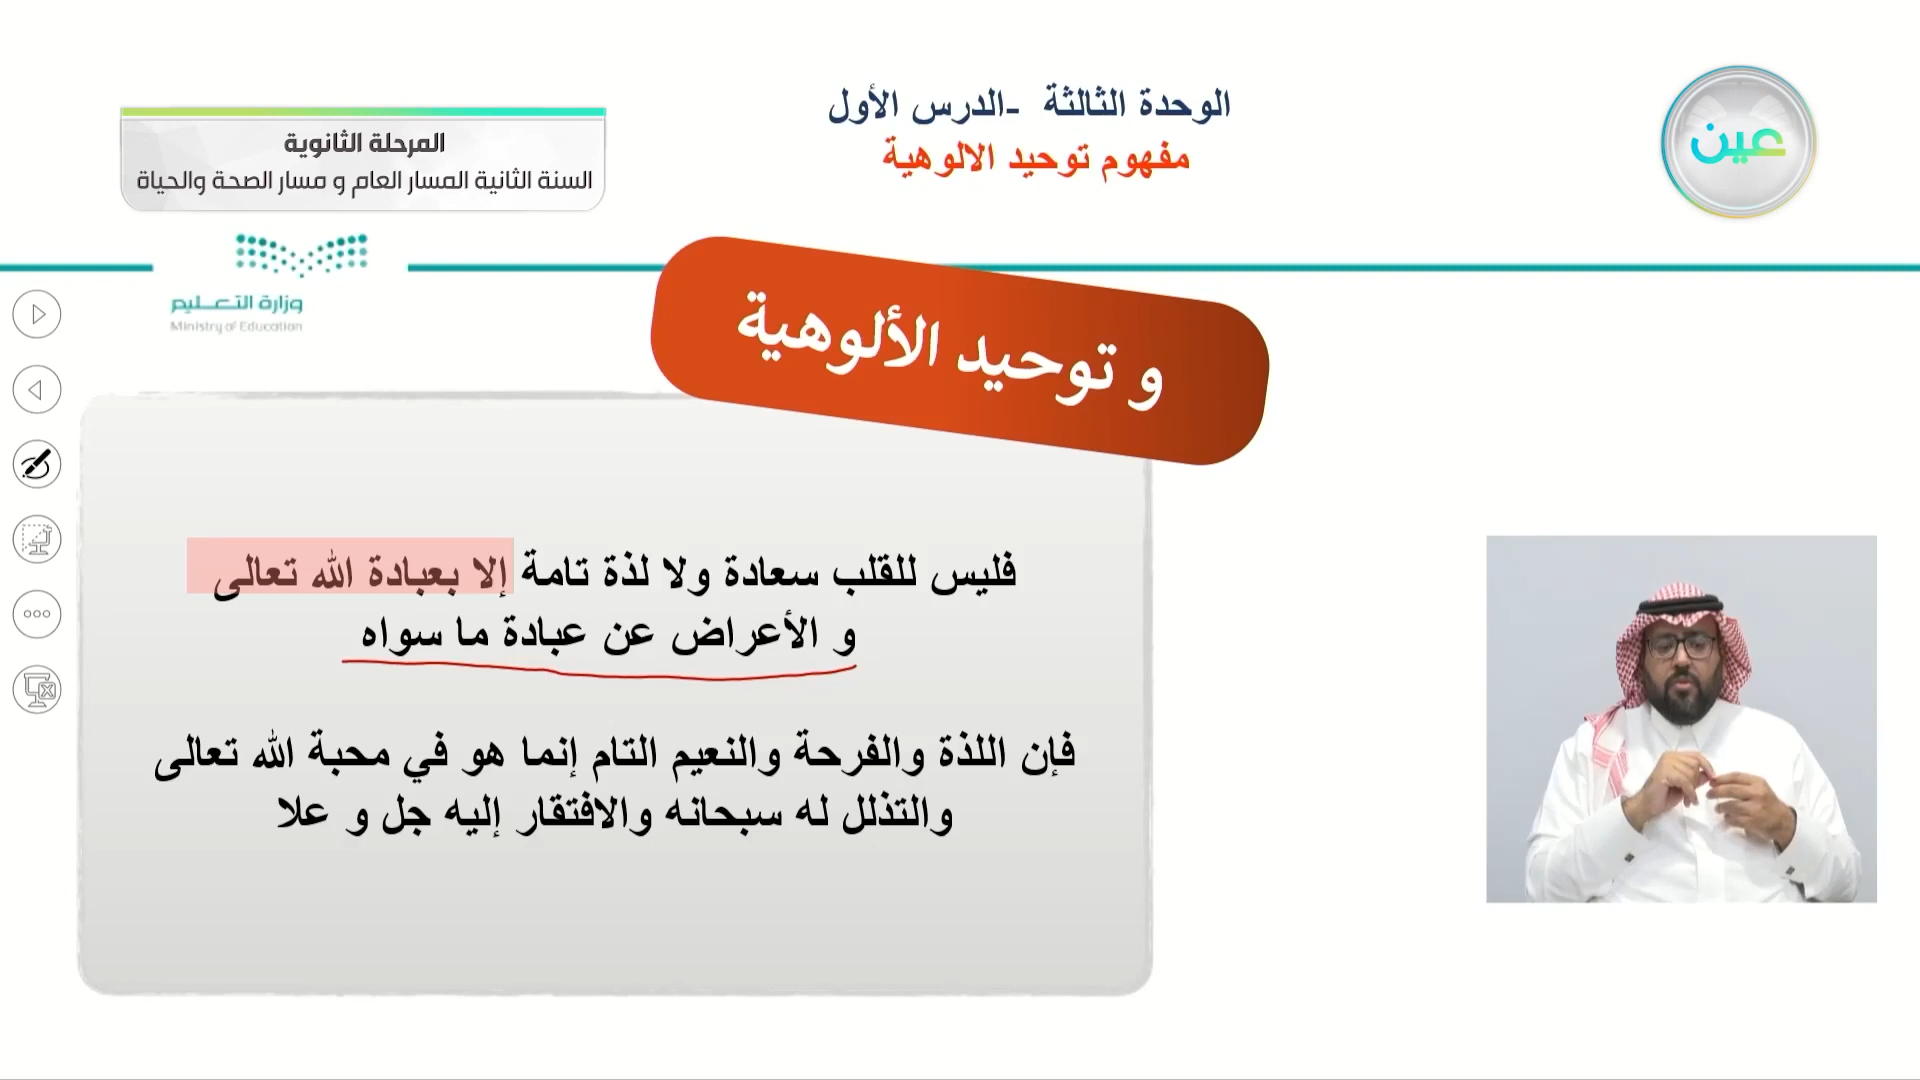 الوحدة الثالثة -الدرس الأول
مفهوم توحيد الالوهية
عين
المرحلة الثانوية
السنة الثانية المسار العام و مسار الصحة والحياة
وزارة التعليم
Ministry of Education
و توحيد الألوهية
فليس للقلب سعادة ولا لذة تامة إلا بعبادة الله تعالى
و الأعراض عن عبادة ما سواه
فإن اللذة والفرحة والنعيم التام إنما هو في محبة الله تعالى
والتذلل له سبحانه والافتقار إليه جل و علا